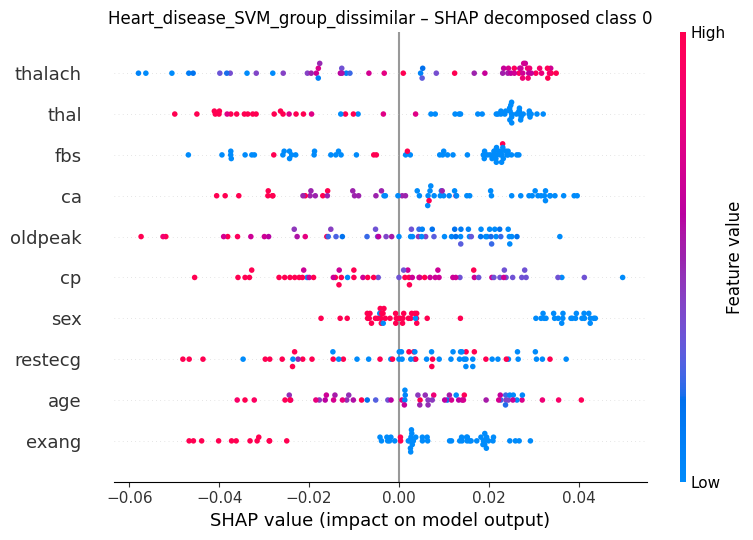 Heart_disease_SVM_group_dissimilar – SHAP decomposed class 0
High
thalach
thal
fbs
ca
oldpeak
cp
sex
restecg
age
exang
Feature value
Low
−0.06 −0.04 −0.02 0.00 0.02 0.04
SHAP value (impact on model output)